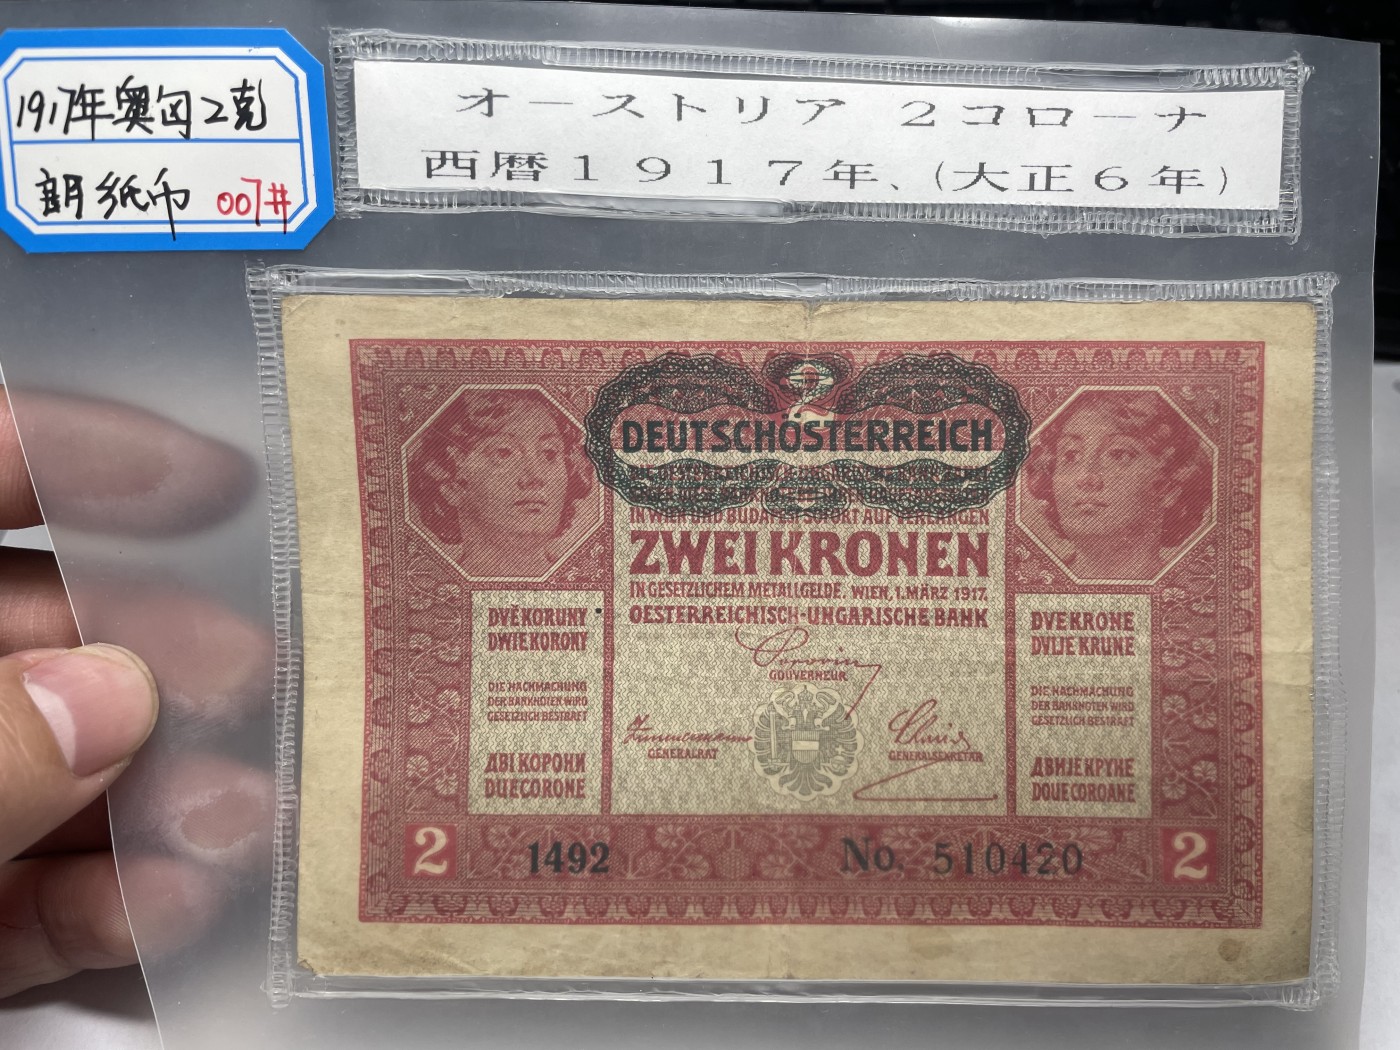 1917年奥匈2克
朗纸币 007#
オーストリア 2コローナ
西暦1917年、(大正6年)
2
DEUTSCHÖSTERREICH
IN WIEN UND BUDAPEST SOFORT AUF VERLANGEN
ZWEI KRONEN
IN GESETZLICHEM METALLGELDE. WIEN, 1. MÄRZ 1917.
OESTERREICHISCH-UNGARISCHE BANK
GOUVERNEUR
GENERALRAT
GENERALSEKRETÄR
DVĚ KORUNY
DWIE KORONY
DIE NACHMACHUNG
DER BANKNOTEN WIRD
GESETZLICH BESTRAFT
ДВІ КОРОНИ
DUE CORONE
DVE KRONE
DVIJE KRUNE
DIE NACHMACHUNG
DER BANKNOTEN WIRD
GESETZLICH BESTRAFT
ДВИЈЕ КРУНЕ
DOUE COROANE
2 1492 No. 510420 2